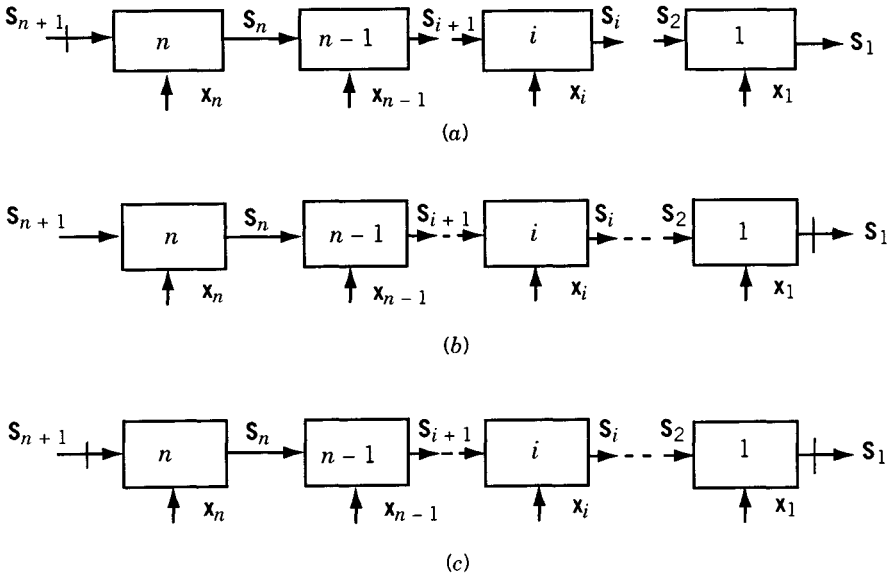 S_{n + 1} n S_n n – 1 S_{i + 1} i S_i S_2 1 S_1
x_n x_{n – 1} x_i x_1
(a)
S_{n + 1} n S_n n – 1 S_{i + 1} i S_i S_2 1 S_1
x_n x_{n – 1} x_i x_1
(b)
S_{n + 1} n S_n n – 1 S_{i + 1} i S_i S_2 1 S_1
x_n x_{n – 1} x_i x_1
(c)